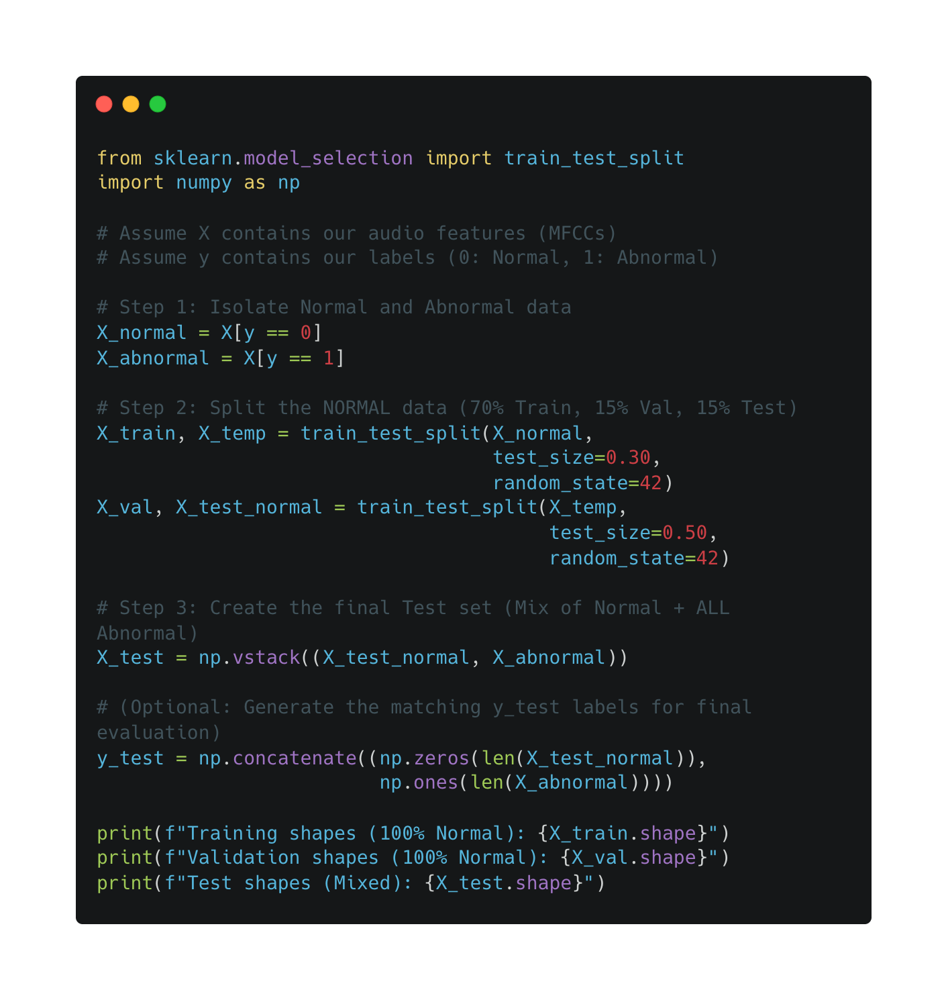 from sklearn.model_selection import train_test_split
import numpy as np
# Assume X contains our audio features (MFCCs)
# Assume y contains our labels (0: Normal, 1: Abnormal)
# Step 1: Isolate Normal and Abnormal data
X_normal = X[y == 0]
X_abnormal = X[y == 1]
# Step 2: Split the NORMAL data (70% Train, 15% Val, 15% Test)
X_train, X_temp = train_test_split(X_normal,
test_size=0.30,
random_state=42)
X_val, X_test_normal = train_test_split(X_temp,
test_size=0.50,
random_state=42)
# Step 3: Create the final Test set (Mix of Normal + ALL
Abnormal)
X_test = np.vstack((X_test_normal, X_abnormal))
# (Optional: Generate the matching y_test labels for final
evaluation)
y_test = np.concatenate((np.zeros(len(X_test_normal)),
np.ones(len(X_abnormal))))
print(f"Training shapes (100% Normal): {X_train.shape}")
print(f"Validation shapes (100% Normal): {X_val.shape}")
print(f"Test shapes (Mixed): {X_test.shape}")